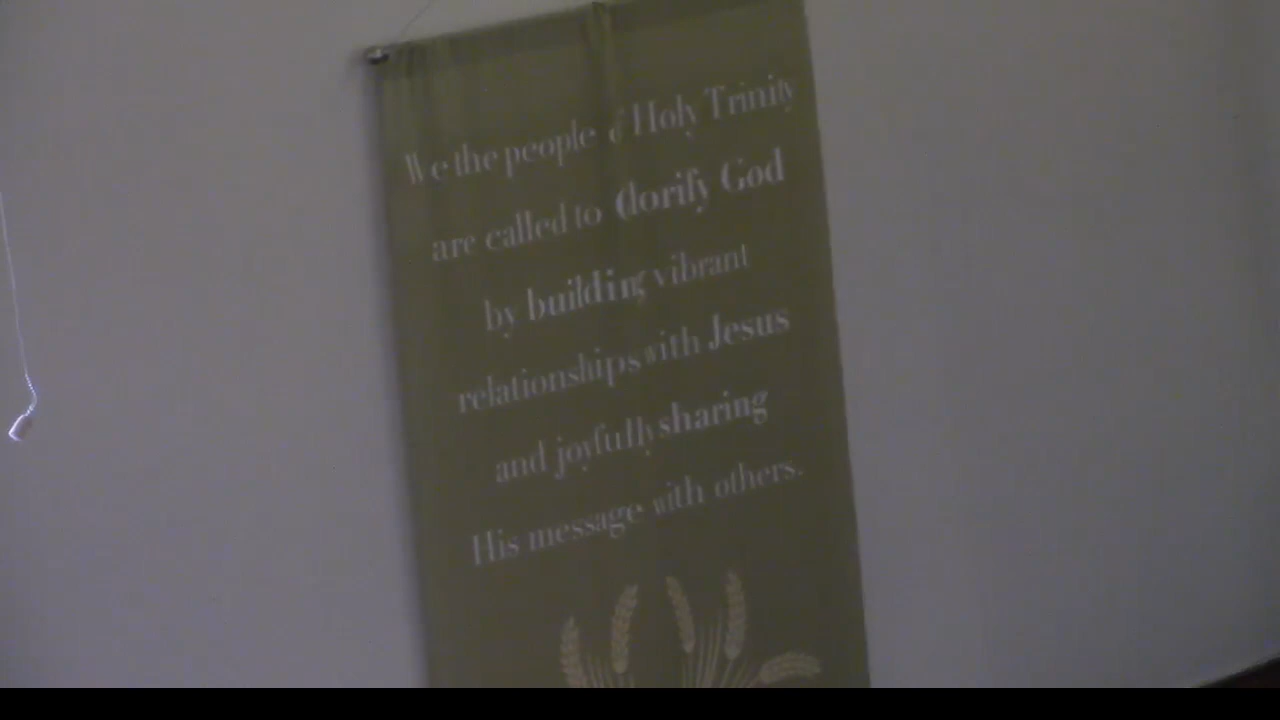 We the people of Holy Trinity
are called to Glorify God
by building vibrant
relationships with Jesus
and joyfully sharing
His message with others.